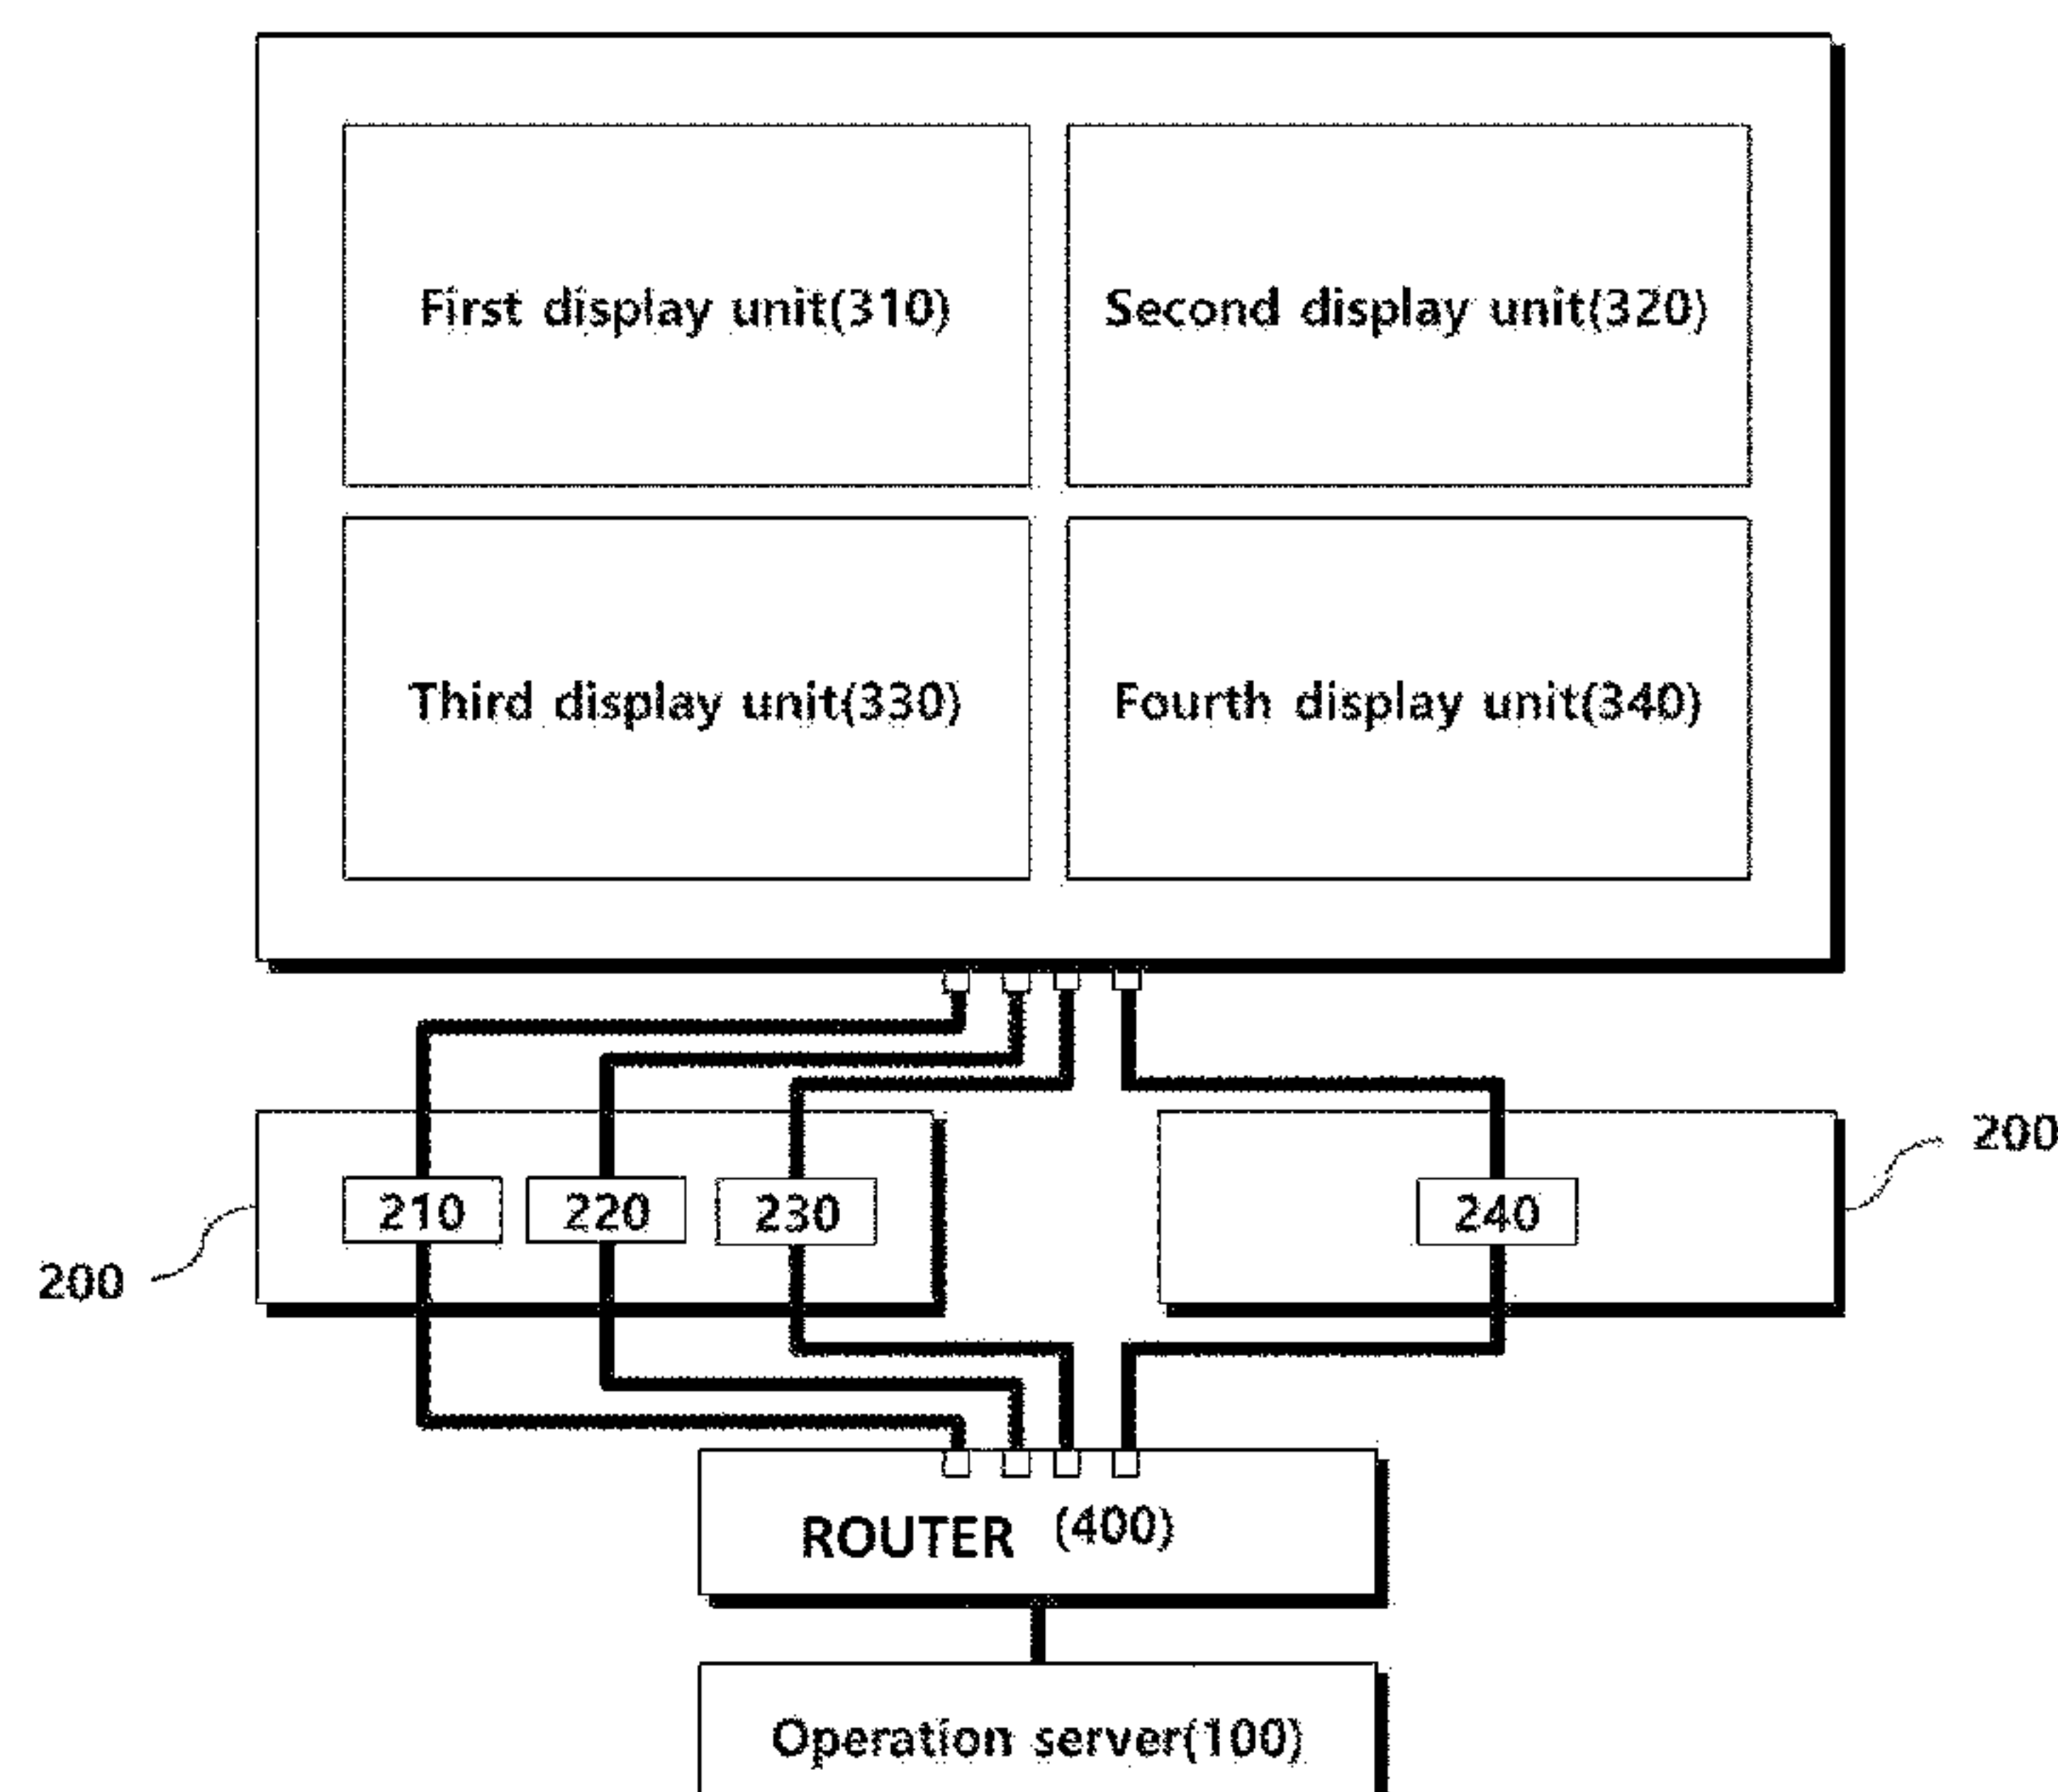 First display unit(310)
Second display unit(320)
Third display unit(330)
Fourth display unit(340)
200
210
220
230
240
200
ROUTER (400)
Operation server(100)